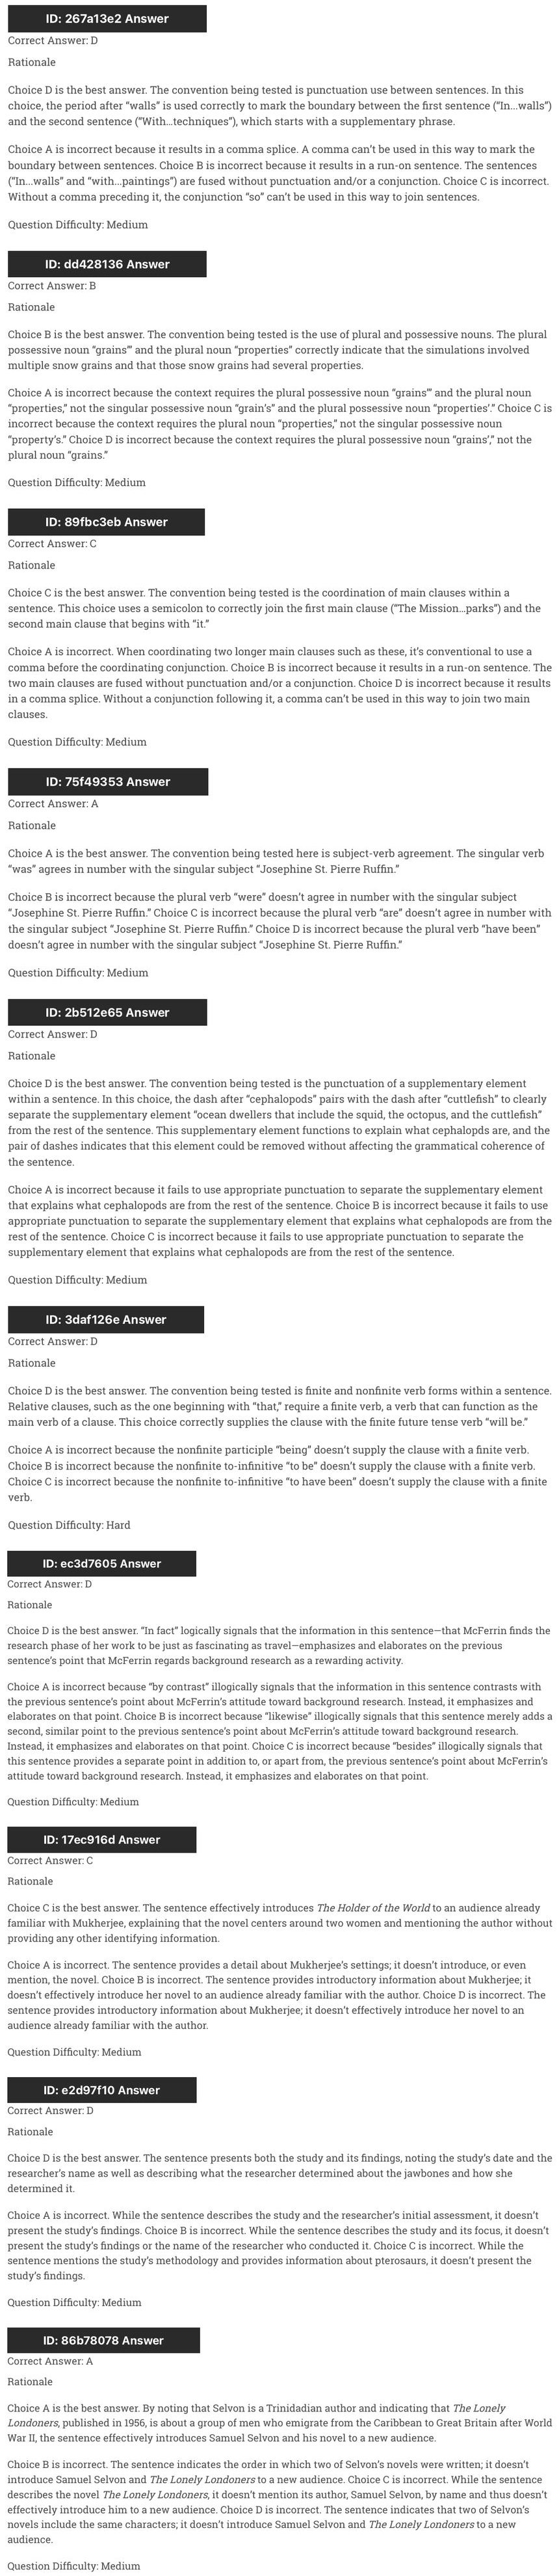 ID: 267a13e2 Answer
Correct Answer: D
Rationale
Choice D is the best answer. The convention being tested is punctuation use between sentences. In this
choice, the period after “walls” is used correctly to mark the boundary between the first sentence (“In...walls”)
and the second sentence (“With...techniques”), which starts with a supplementary phrase.
Choice A is incorrect because it results in a comma splice. A comma can’t be used in this way to mark the
boundary between sentences. Choice B is incorrect because it results in a run-on sentence. The sentences
(“In...walls” and “with...paintings”) are fused without punctuation and/or a conjunction. Choice C is incorrect.
Without a comma preceding it, the conjunction “so” can’t be used in this way to join sentences.
Question Difficulty: Medium
ID: dd428136 Answer
Correct Answer: B
Rationale
Choice B is the best answer. The convention being tested is the use of plural and possessive nouns. The plural
possessive noun “grains’” and the plural noun “properties” correctly indicate that the simulations involved
multiple snow grains and that those snow grains had several properties.
Choice A is incorrect because the context requires the plural possessive noun “grains’” and the plural noun
“properties,” not the singular possessive noun “grain’s” and the plural possessive noun “properties’.” Choice C is
incorrect because the context requires the plural noun “properties,” not the singular possessive noun
“property’s.” Choice D is incorrect because the context requires the plural possessive noun “grains’,” not the
plural noun “grains.”
Question Difficulty: Medium
ID: 89fbc3eb Answer
Correct Answer: C
Rationale
Choice C is the best answer. The convention being tested is the coordination of main clauses within a
sentence. This choice uses a semicolon to correctly join the first main clause (“The Mission...parks”) and the
second main clause that begins with “it.”
Choice A is incorrect. When coordinating two longer main clauses such as these, it’s conventional to use a
comma before the coordinating conjunction. Choice B is incorrect because it results in a run-on sentence. The
two main clauses are fused without punctuation and/or a conjunction. Choice D is incorrect because it results
in a comma splice. Without a conjunction following it, a comma can’t be used in this way to join two main
clauses.
Question Difficulty: Medium
ID: 75f49353 Answer
Correct Answer: A
Rationale
Choice A is the best answer. The convention being tested here is subject-verb agreement. The singular verb
“was” agrees in number with the singular subject “Josephine St. Pierre Ruffin.”
Choice B is incorrect because the plural verb “were” doesn’t agree in number with the singular subject
“Josephine St. Pierre Ruffin.” Choice C is incorrect because the plural verb “are” doesn’t agree in number with
the singular subject “Josephine St. Pierre Ruffin.” Choice D is incorrect because the plural verb “have been”
doesn’t agree in number with the singular subject “Josephine St. Pierre Ruffin.”
Question Difficulty: Medium
ID: 2b512e65 Answer
Correct Answer: D
Rationale
Choice D is the best answer. The convention being tested is the punctuation of a supplementary element
within a sentence. In this choice, the dash after “cephalopods” pairs with the dash after “cuttlefish” to clearly
separate the supplementary element “ocean dwellers that include the squid, the octopus, and the cuttlefish”
from the rest of the sentence. This supplementary element functions to explain what cephalopds are, and the
pair of dashes indicates that this element could be removed without affecting the grammatical coherence of
the sentence.
Choice A is incorrect because it fails to use appropriate punctuation to separate the supplementary element
that explains what cephalopods are from the rest of the sentence. Choice B is incorrect because it fails to use
appropriate punctuation to separate the supplementary element that explains what cephalopods are from the
rest of the sentence. Choice C is incorrect because it fails to use appropriate punctuation to separate the
supplementary element that explains what cephalopods are from the rest of the sentence.
Question Difficulty: Medium
ID: 3daf126e Answer
Correct Answer: D
Rationale
Choice D is the best answer. The convention being tested is finite and nonfinite verb forms within a sentence.
Relative clauses, such as the one beginning with “that,” require a finite verb, a verb that can function as the
main verb of a clause. This choice correctly supplies the clause with the finite future tense verb “will be.”
Choice A is incorrect because the nonfinite participle “being” doesn’t supply the clause with a finite verb.
Choice B is incorrect because the nonfinite to-infinitive “to be” doesn’t supply the clause with a finite verb.
Choice C is incorrect because the nonfinite to-infinitive “to have been” doesn’t supply the clause with a finite
verb.
Question Difficulty: Hard
ID: ec3d7605 Answer
Correct Answer: D
Rationale
Choice D is the best answer. “In fact” logically signals that the information in this sentence—that McFerrin finds the
research phase of her work to be just as fascinating as travel—emphasizes and elaborates on the previous
sentence’s point that McFerrin regards background research as a rewarding activity.
Choice A is incorrect because “by contrast” illogically signals that the information in this sentence contrasts with
the previous sentence’s point about McFerrin’s attitude toward background research. Instead, it emphasizes and
elaborates on that point. Choice B is incorrect because “likewise” illogically signals that this sentence merely adds a
second, similar point to the previous sentence’s point about McFerrin’s attitude toward background research.
Instead, it emphasizes and elaborates on that point. Choice C is incorrect because “besides” illogically signals that
this sentence provides a separate point in addition to, or apart from, the previous sentence’s point about McFerrin’s
attitude toward background research. Instead, it emphasizes and elaborates on that point.
Question Difficulty: Medium
ID: 17ec916d Answer
Correct Answer: C
Rationale
Choice C is the best answer. The sentence effectively introduces The Holder of the World to an audience already
familiar with Mukherjee, explaining that the novel centers around two women and mentioning the author without
providing any other identifying information.
Choice A is incorrect. The sentence provides a detail about Mukherjee’s settings; it doesn’t introduce, or even
mention, the novel. Choice B is incorrect. The sentence provides introductory information about Mukherjee; it
doesn’t effectively introduce her novel to an audience already familiar with the author. Choice D is incorrect. The
sentence provides introductory information about Mukherjee; it doesn’t effectively introduce her novel to an
audience already familiar with the author.
Question Difficulty: Medium
ID: e2d97f10 Answer
Correct Answer: D
Rationale
Choice D is the best answer. The sentence presents both the study and its findings, noting the study’s date and the
researcher’s name as well as describing what the researcher determined about the jawbones and how she
determined it.
Choice A is incorrect. While the sentence describes the study and the researcher’s initial assessment, it doesn’t
present the study’s findings. Choice B is incorrect. While the sentence describes the study and its focus, it doesn’t
present the study’s findings or the name of the researcher who conducted it. Choice C is incorrect. While the
sentence mentions the study’s methodology and provides information about pterosaurs, it doesn’t present the
study’s findings.
Question Difficulty: Medium
ID: 86b78078 Answer
Correct Answer: A
Rationale
Choice A is the best answer. By noting that Selvon is a Trinidadian author and indicating that The Lonely
Londoners, published in 1956, is about a group of men who emigrate from the Caribbean to Great Britain after World
War II, the sentence effectively introduces Samuel Selvon and his novel to a new audience.
Choice B is incorrect. The sentence indicates the order in which two of Selvon’s novels were written; it doesn’t
introduce Samuel Selvon and The Lonely Londoners to a new audience. Choice C is incorrect. While the sentence
describes the novel The Lonely Londoners, it doesn’t mention its author, Samuel Selvon, by name and thus doesn’t
effectively introduce him to a new audience. Choice D is incorrect. The sentence indicates that two of Selvon’s
novels include the same characters; it doesn’t introduce Samuel Selvon and The Lonely Londoners to a new
audience.
Question Difficulty: Medium